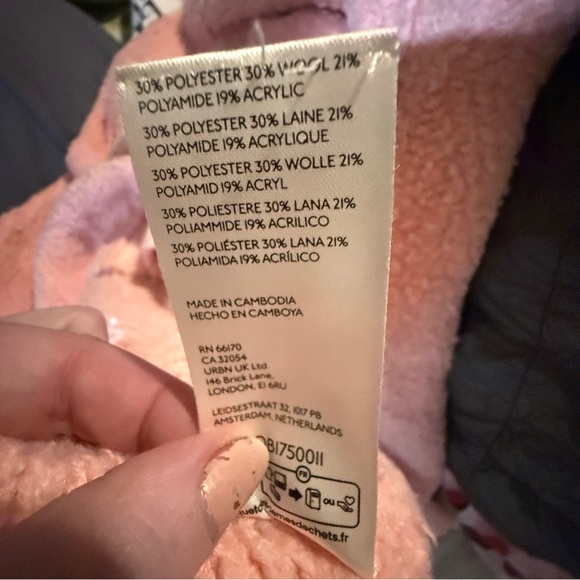 30% POLYESTER 30% WOOL 21%
POLYAMIDE 19% ACRYLIC
30% POLYESTER 30% LAINE 21%
POLYAMIDE 19% ACRYLIQUE
30% POLYESTER 30% WOLLE 21%
POLYAMID 19% ACRYL
30% POLIESTERE 30% LANA 21%
POLIAMMIDE 19% ACRILICO
30% POLIÉSTER 30% LANA 21%
POLIAMIDA 19% ACRÍLICO
MADE IN CAMBODIA
HECHO EN CAMBOYA
RN 66170
CA 32054
URBN UK Ltd.
146 Brick Lane,
LONDON, E1 6RU
LEIDSESTRAAT 32, 1017 PB
AMSTERDAM, NETHERLANDS
FR
ou